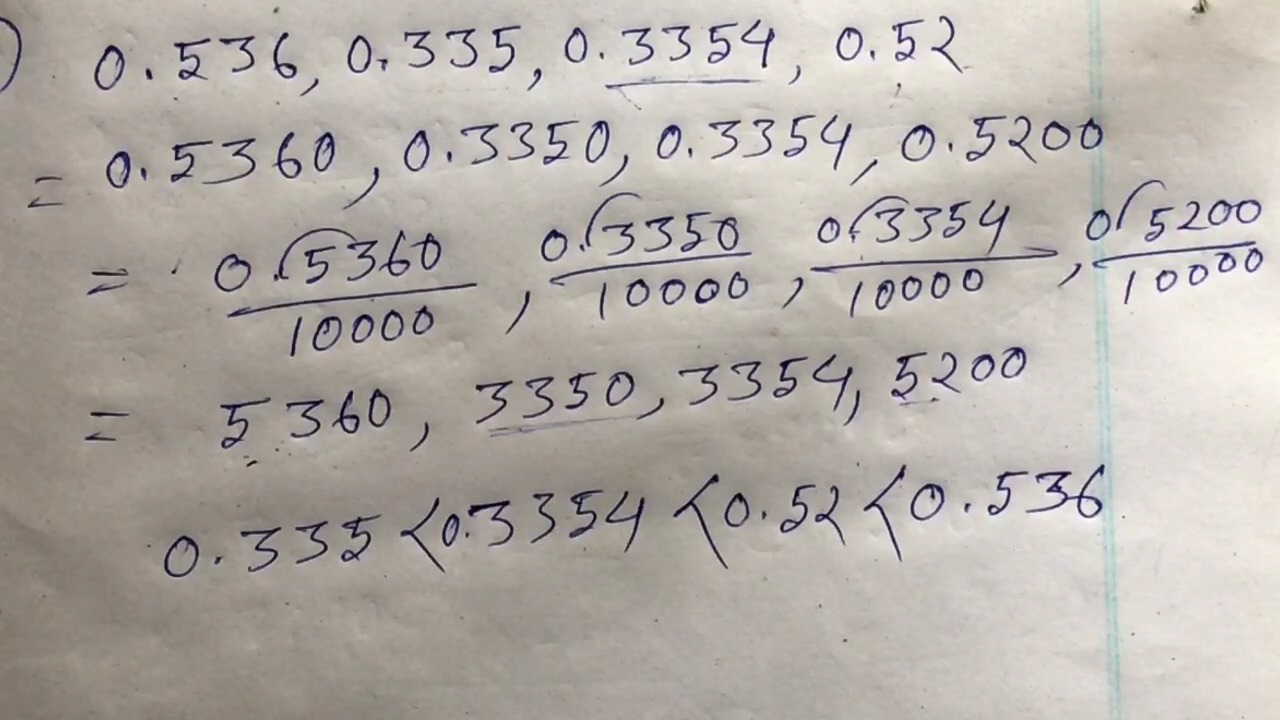 ) 0.536, 0.335, 0.3354, 0.52
= 0.5360, 0.3350, 0.3354, 0.5200
= 0.5360/10000, 0.3350/10000, 0.3354/10000, 0.5200/10000
= 5360, 3350, 3354, 5200
0.335 < 0.3354 < 0.52 < 0.536